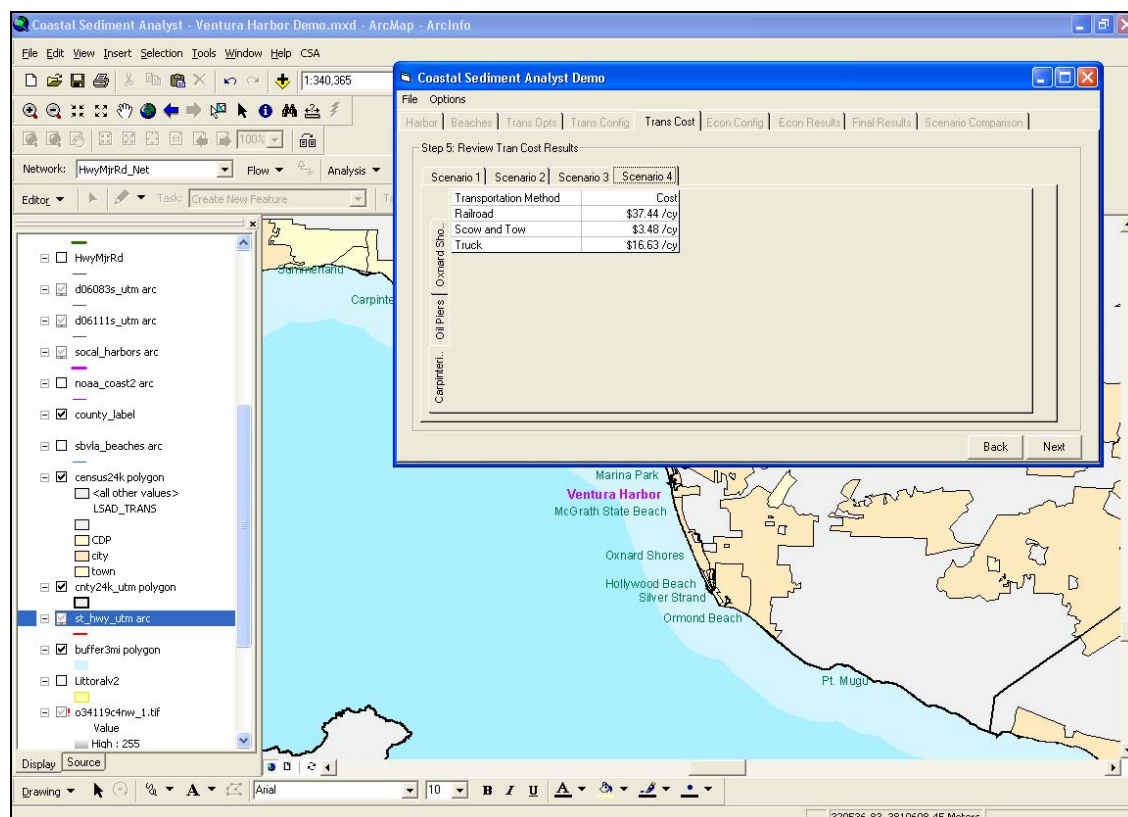 Coastal Sediment Analyst - Ventura Harbor Demo.mxd - ArcMap - ArcInfo
File Edit View Insert Selection Tools Window Help CSA
1:340,365
100%
Network: HwyMjrRd_Net Flow Analysis
Editor Task: Create New Feature
Coastal Sediment Analyst Demo
File Options
Harbor Beaches Trans Opts Trans Config Trans Cost Econ Config Econ Results Final Results Scenario Comparison
Step 5: Review Tran Cost Results
Scenario 1 Scenario 2 Scenario 3 Scenario 4
Transportation Method Cost
Railroad $37.44 /cy
Scow and Tow $3.48 /cy
Truck $16.63 /cy
Oxnard Sho..
Oil Piers
Carpinteri..
Back Next
HwyMjrRd
d06083s_utm arc
d06111s_utm arc
socal_harbors arc
noaa_coast2 arc
county_label
sbvla_beaches arc
census24k polygon
<all other values>
LSAD_TRANS
CDP
city
town
cnty24k_utm polygon
st_hwy_utm arc
buffer3mi polygon
Littoralv2
o34119c4nw_1.tif
Value
High : 255
Display Source
Summerland
Carpinte
Marina Park
Ventura Harbor
McGrath State Beach
Oxnard Shores
Hollywood Beach
Silver Strand
Ormond Beach
Pt. Mugu
Drawing A Arial 10 B I U A